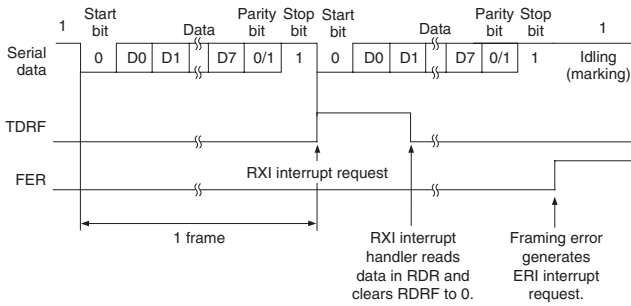 1 Start bit Data Parity bit Stop bit Start bit Data Parity bit Stop bit 1
Serial data 0 D0 D1 D7 0/1 1 0 D0 D1 D7 0/1 1 Idling (marking)
TDRF
RXI interrupt request
FER
1 frame
RXI interrupt
handler reads
data in RDR and
clears RDRF to 0.
Framing error
generates
ERI interrupt
request.